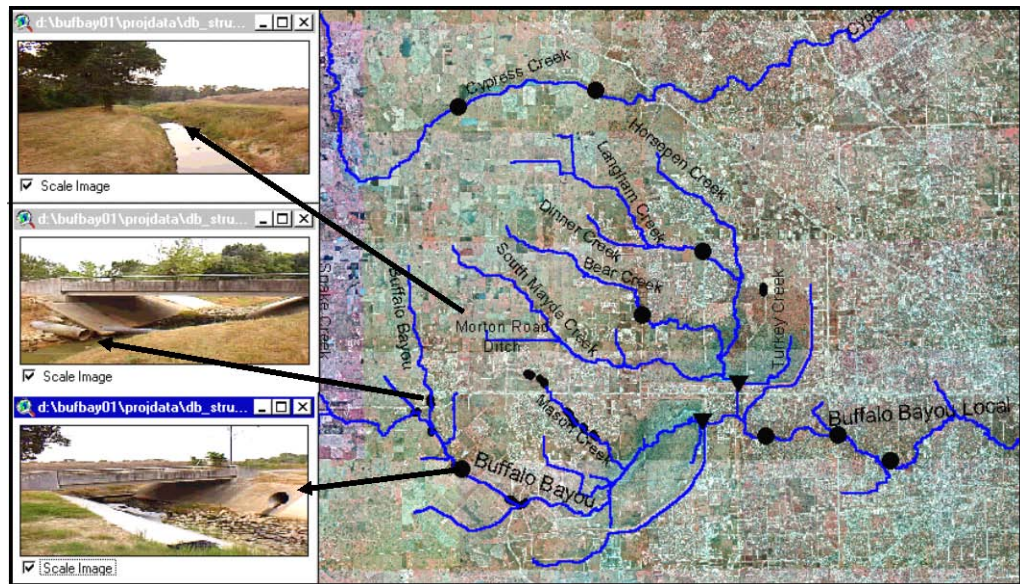 d:\bufbay01\projdata\db_stru...
Scale Image
d:\bufbay01\projdata\db_stru...
Scale Image
d:\bufbay01\projdata\db_stru...
Scale Image
Cypress Creek
Horsepen Creek
Langham Creek
Dinner Creek
Bear Creek
South Mayde Creek
Turkey Creek
Buffalo Bayou
Snake Creek
Morton Road
Ditch
Mason Creek
Buffalo Bayou
Buffalo Bayou Local